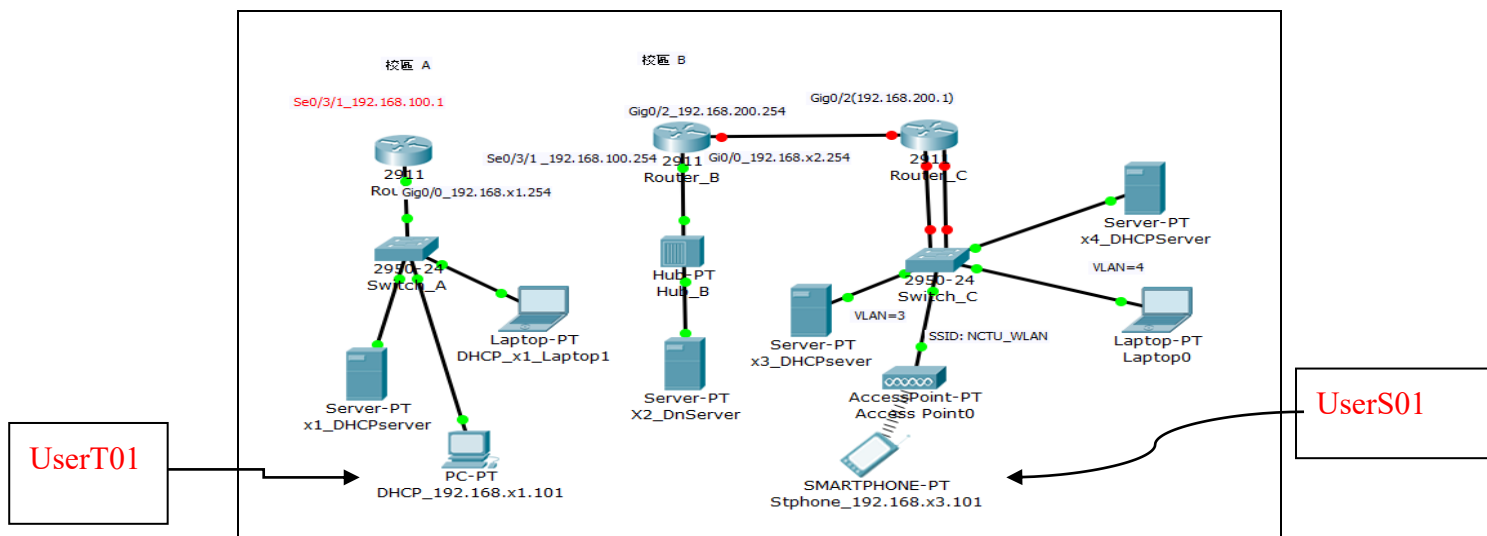 校區 A
校區 B
Se0/3/1_192.168.100.1
Gig0/2_192.168.200.254
Gig0/2(192.168.200.1)
2911
Rou
Gig0/0_192.168.x1.254
Se0/3/1 _192.168.100.254
Gi0/0_192.168.x2.254
2911
Router_B
2911
Router_C
Server-PT
x4_DHCPServer
2950-24
Switch_A
Hub-PT
Hub_B
2950-24
Switch_C
VLAN=4
VLAN=3
SSID: NCTU_WLAN
Laptop-PT
DHCP_x1_Laptop1
Server-PT
x3_DHCPsever
Laptop-PT
Laptop0
Server-PT
x1_DHCPserver
Server-PT
X2_DnServer
AccessPoint-PT
Access Point0
UserS01
UserT01
PC-PT
DHCP_192.168.x1.101
SMARTPHONE-PT
Stphone_192.168.x3.101